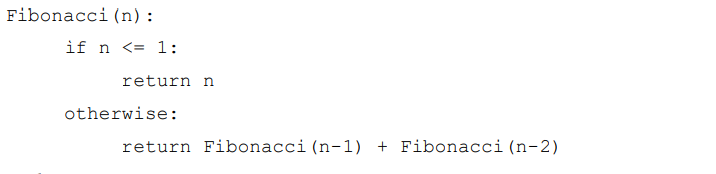 Fibonacci(n):
if n <= 1:
return n
otherwise:
return Fibonacci(n-1) + Fibonacci(n-2)